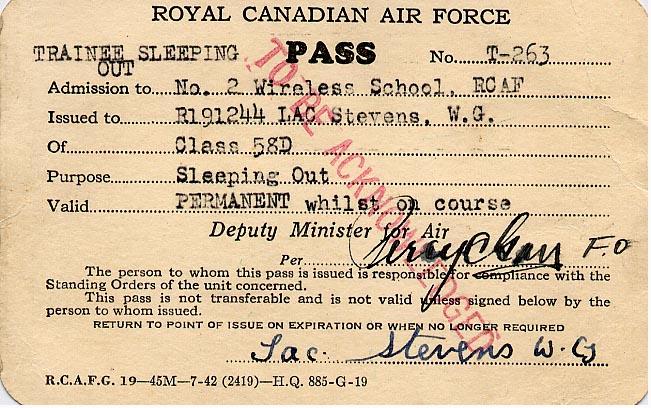 ROYAL CANADIAN AIR FORCE
TRAINEE SLEEPING OUT PASS No. T-263
TO BE ACKNOWLEDGED
Admission to No. 2 Wireless School, RCAF
Issued to R191244 LAC Stevens, W.G.
Of Class 58D
Purpose Sleeping Out
Valid PERMANENT whilst on course
Deputy Minister for Air
Per F.O
The person to whom this pass is issued is responsible for compliance with the
Standing Orders of the unit concerned.
This pass is not transferable and is not valid unless signed below by the
person to whom issued.
RETURN TO POINT OF ISSUE ON EXPIRATION OR WHEN NO LONGER REQUIRED
Lac. Stevens W.G
R.C.A.F.G. 19—45M—7-42 (2419)—H.Q. 885-G-19